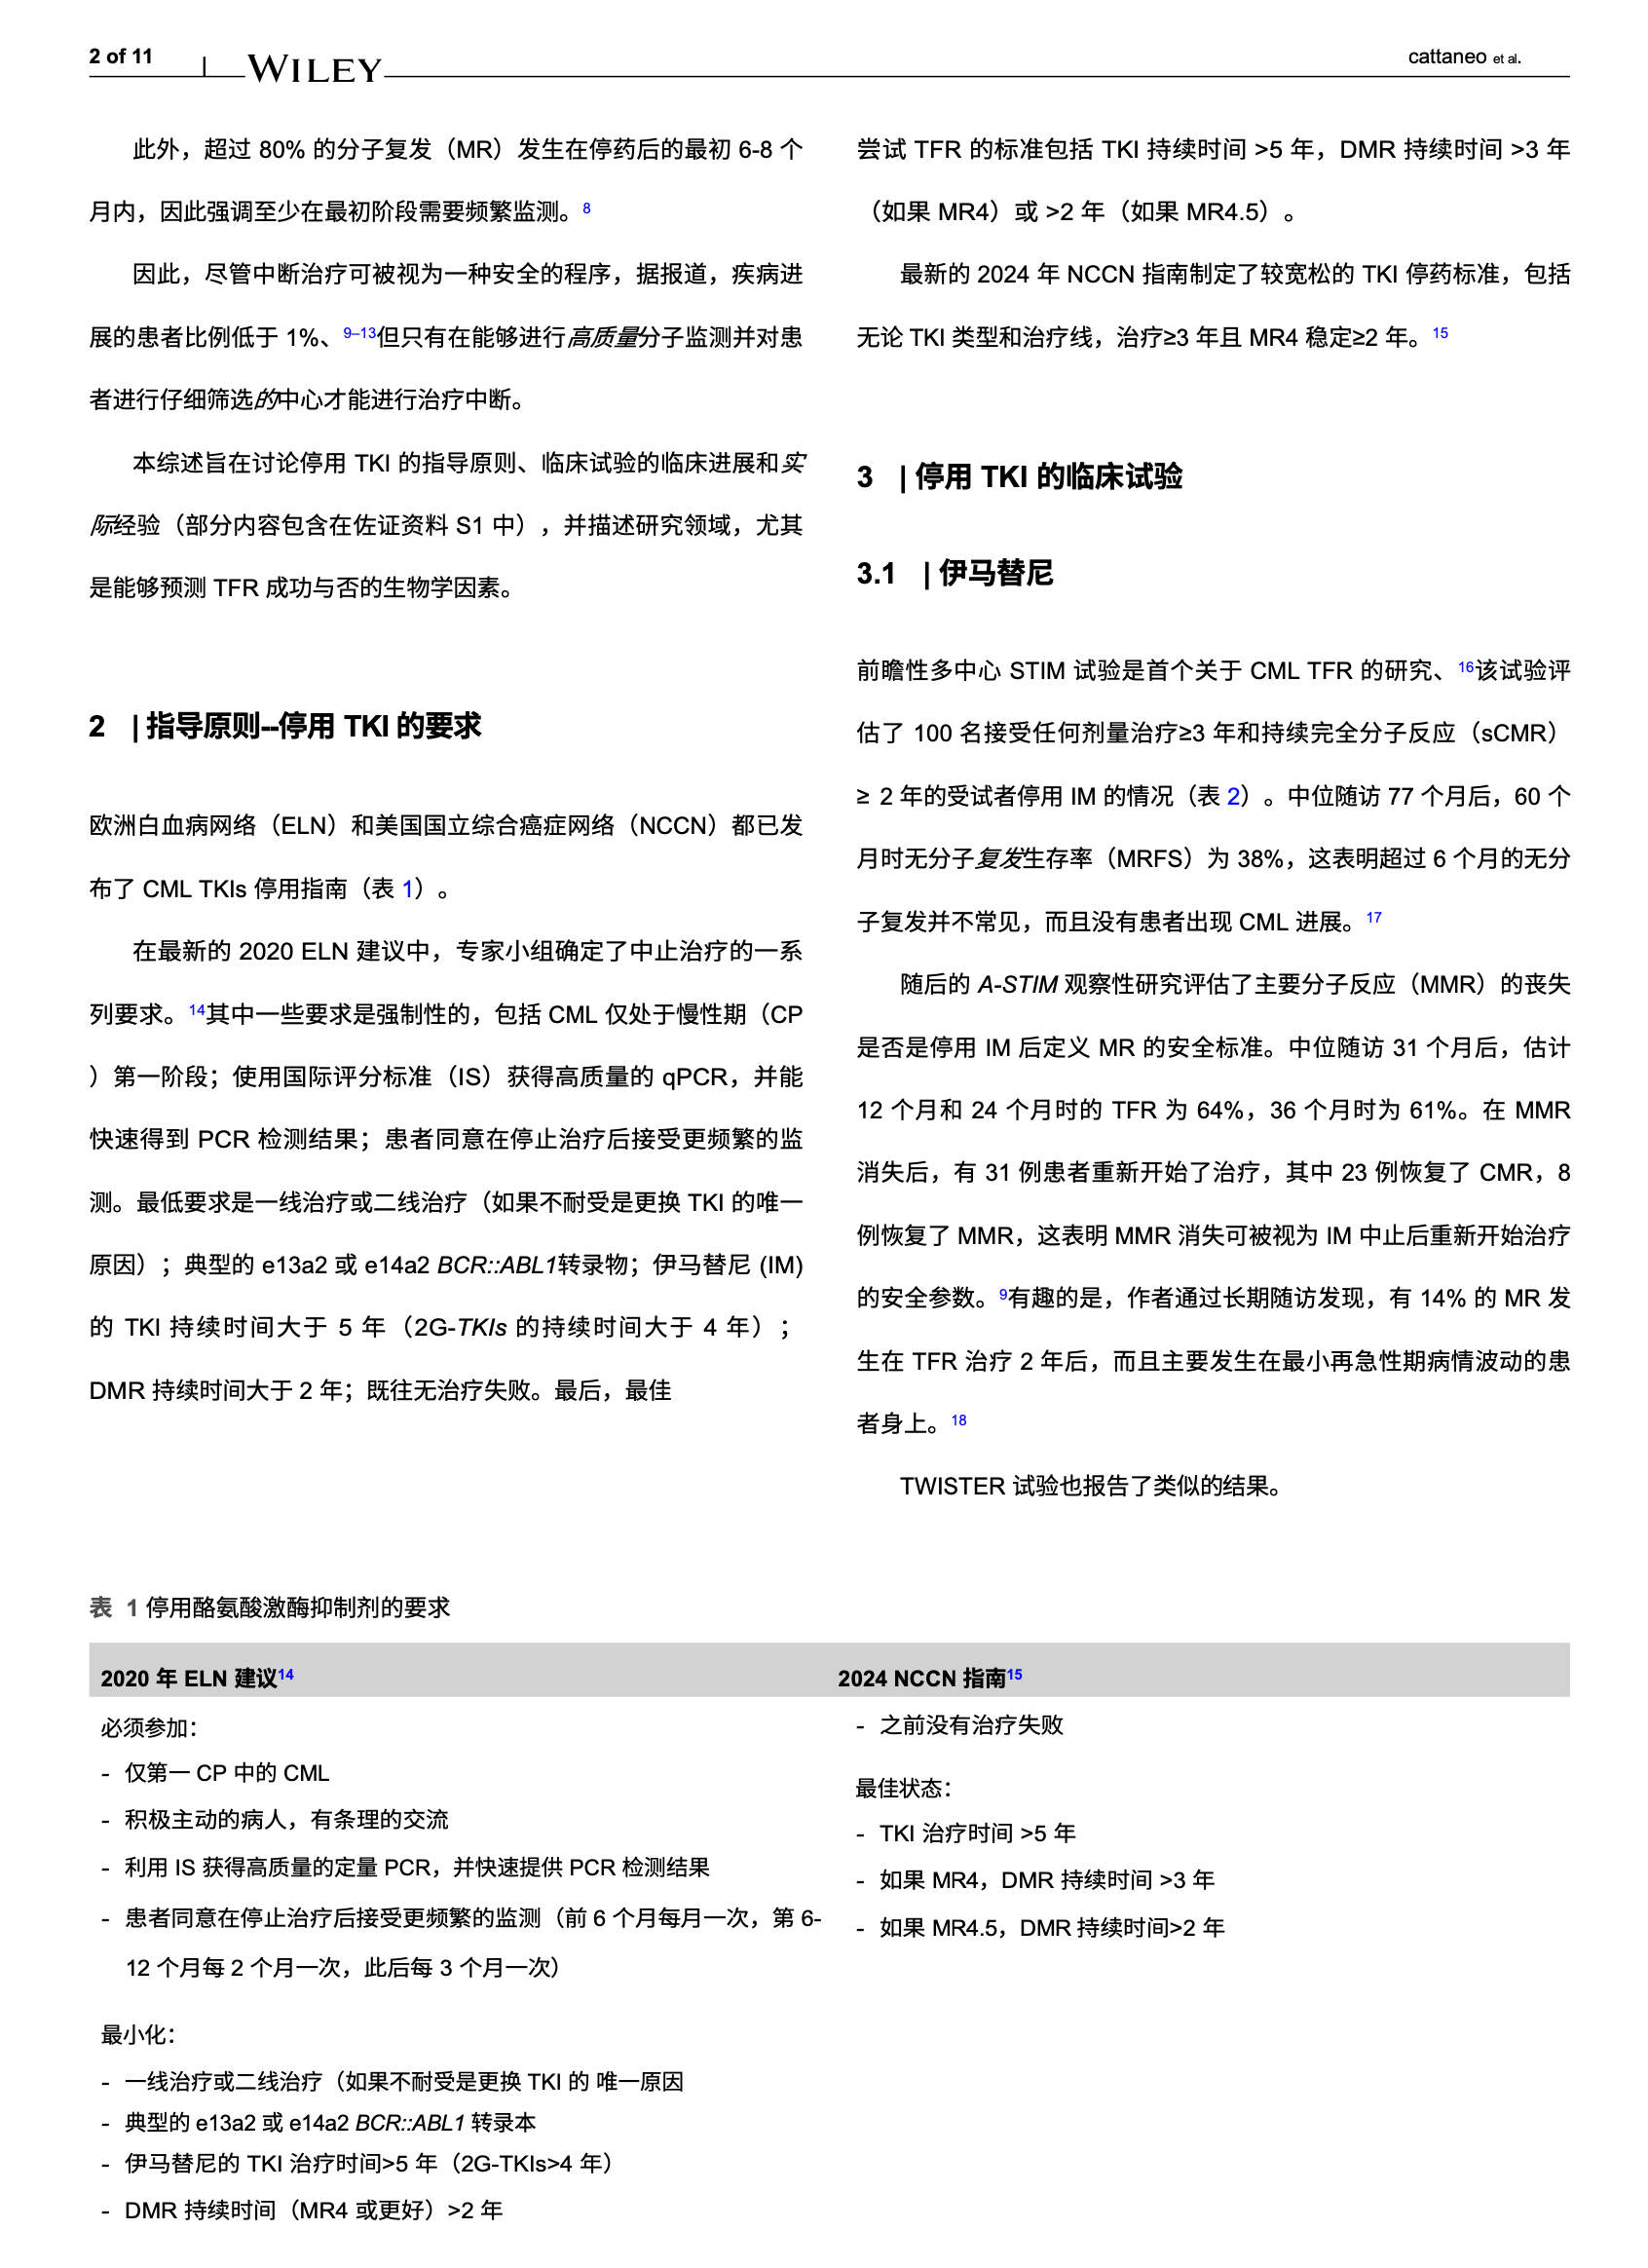 2 of 11
WILEY
cattaneo et al.
此外，超过 80% 的分子复发（MR）发生在停药后的最初 6-8 个
月内，因此强调至少在最初阶段需要频繁监测。8
因此，尽管中断治疗可被视为一种安全的程序，据报道，疾病进
展的患者比例低于 1%、9–13但只有在能够进行高质量分子监测并对患
者进行仔细筛选的中心才能进行治疗中断。
本综述旨在讨论停用 TKI 的指导原则、临床试验的临床进展和实
际经验（部分内容包含在佐证资料 S1 中），并描述研究领域，尤其
是能够预测 TFR 成功与否的生物学因素。
2 | 指导原则--停用 TKI 的要求
欧洲白血病网络（ELN）和美国国立综合癌症网络（NCCN）都已发
布了 CML TKIs 停用指南（表 1）。
在最新的 2020 ELN 建议中，专家小组确定了中止治疗的一系
列要求。14其中一些要求是强制性的，包括 CML 仅处于慢性期（CP
）第一阶段；使用国际评分标准（IS）获得高质量的 qPCR，并能
快速得到 PCR 检测结果；患者同意在停止治疗后接受更频繁的监
测。最低要求是一线治疗或二线治疗（如果不耐受是更换 TKI 的唯一
原因）；典型的 e13a2 或 e14a2 BCR::ABL1转录物；伊马替尼 (IM)
的 TKI 持续时间大于 5 年（2G-TKIs 的持续时间大于 4 年）；
DMR 持续时间大于 2 年；既往无治疗失败。最后，最佳
尝试 TFR 的标准包括 TKI 持续时间 >5 年，DMR 持续时间 >3 年
（如果 MR4）或 >2 年（如果 MR4.5）。
最新的 2024 年 NCCN 指南制定了较宽松的 TKI 停药标准，包括
无论 TKI 类型和治疗线，治疗≥3 年且 MR4 稳定≥2 年。15
3 | 停用 TKI 的临床试验
3.1 | 伊马替尼
前瞻性多中心 STIM 试验是首个关于 CML TFR 的研究、16该试验评
估了 100 名接受任何剂量治疗≥3 年和持续完全分子反应（sCMR）
≥ 2 年的受试者停用 IM 的情况（表 2）。中位随访 77 个月后，60 个
月时无分子复发生存率（MRFS）为 38%，这表明超过 6 个月的无分
子复发并不常见，而且没有患者出现 CML 进展。17
随后的 A-STIM 观察性研究评估了主要分子反应（MMR）的丧失
是否是停用 IM 后定义 MR 的安全标准。中位随访 31 个月后，估计
12 个月和 24 个月时的 TFR 为 64%，36 个月时为 61%。在 MMR
消失后，有 31 例患者重新开始了治疗，其中 23 例恢复了 CMR，8
例恢复了 MMR，这表明 MMR 消失可被视为 IM 中止后重新开始治疗
的安全参数。9有趣的是，作者通过长期随访发现，有 14% 的 MR 发
生在 TFR 治疗 2 年后，而且主要发生在最小再急性期病情波动的患
者身上。18
TWISTER 试验也报告了类似的结果。
表 1 停用酪氨酸激酶抑制剂的要求
2020 年 ELN 建议14
必须参加：
- 仅第一 CP 中的 CML
- 积极主动的病人，有条理的交流
- 利用 IS 获得高质量的定量 PCR，并快速提供 PCR 检测结果
- 患者同意在停止治疗后接受更频繁的监测（前 6 个月每月一次，第 6-
12 个月每 2 个月一次，此后每 3 个月一次）
最小化：
- 一线治疗或二线治疗（如果不耐受是更换 TKI 的 唯一原因
- 典型的 e13a2 或 e14a2 BCR::ABL1 转录本
- 伊马替尼的 TKI 治疗时间>5 年（2G-TKIs>4 年）
- DMR 持续时间（MR4 或更好）>2 年
2024 NCCN 指南15
- 之前没有治疗失败
最佳状态：
- TKI 治疗时间 >5 年
- 如果 MR4，DMR 持续时间 >3 年
- 如果 MR4.5，DMR 持续时间>2 年